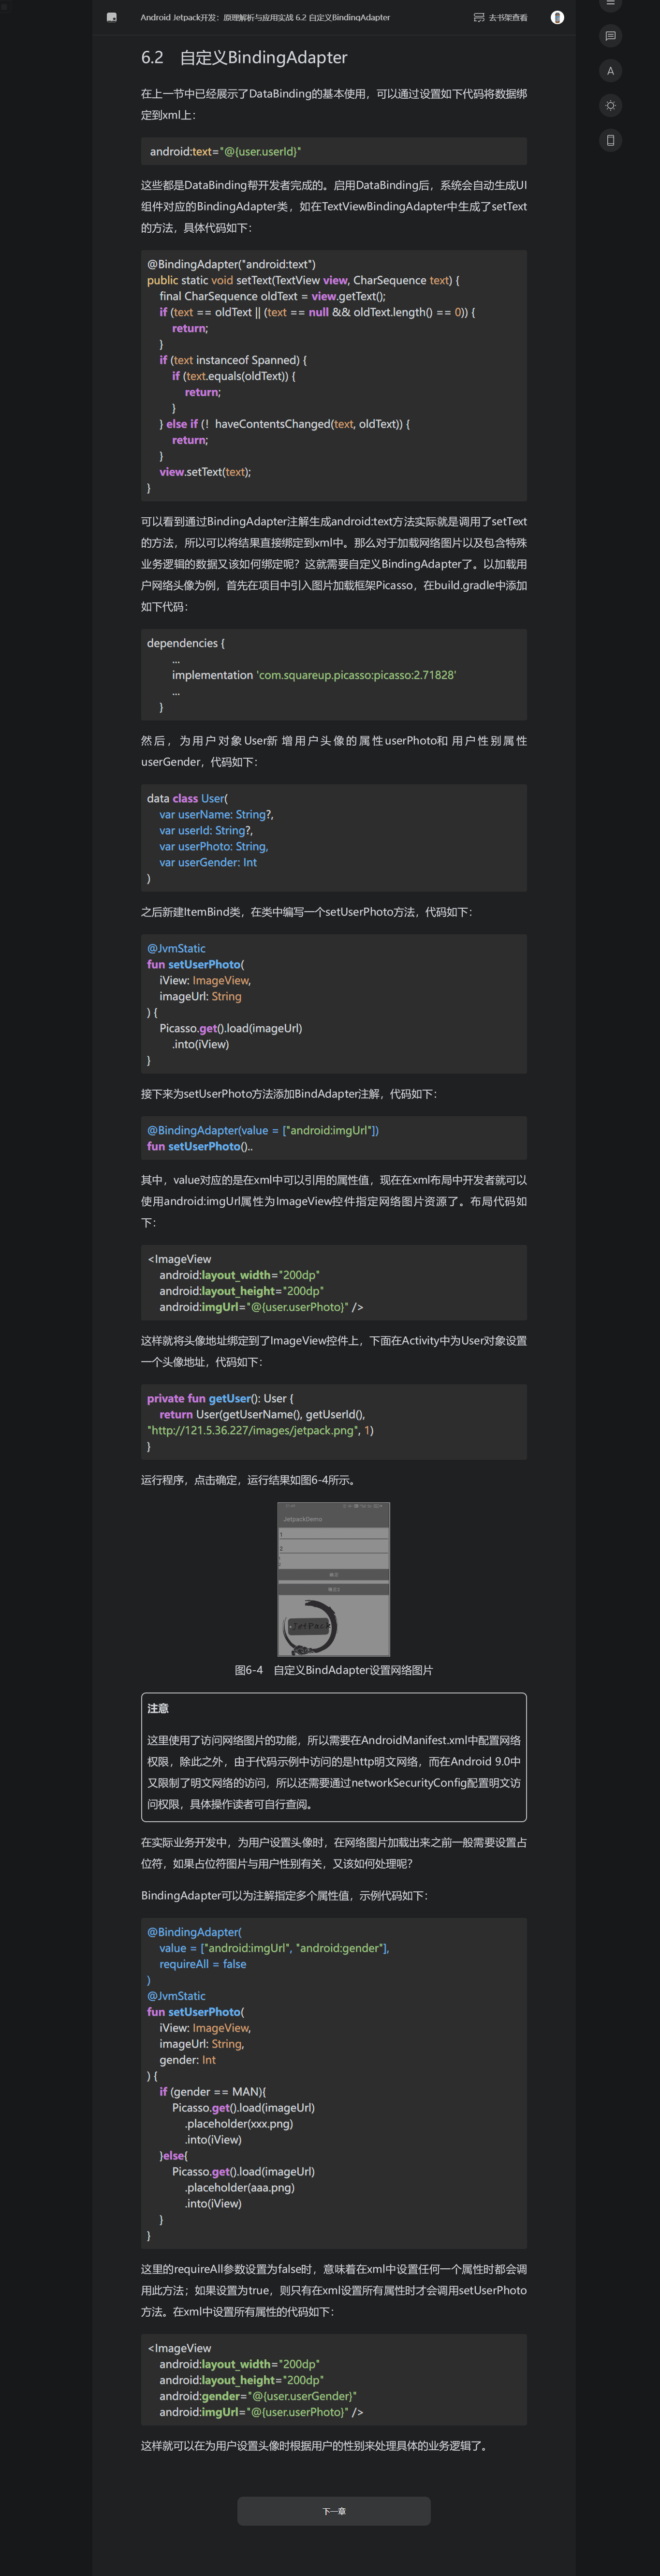 Android Jetpack开发：原理解析与应用实战 6.2 自定义BindingAdapter
去书架查看
6.2 自定义BindingAdapter
在上一节中已经展示了DataBinding的基本使用，可以通过设置如下代码将数据绑
定到xml上：
android:text="@{user.userId}"
这些都是DataBinding帮开发者完成的。启用DataBinding后，系统会自动生成UI
组件对应的BindingAdapter类，如在TextViewBindingAdapter中生成了setText
的方法，具体代码如下：
@BindingAdapter("android:text")
public static void setText(TextView view, CharSequence text) {
final CharSequence oldText = view.getText();
if (text == oldText || (text == null && oldText.length() == 0)) {
return;
}
if (text instanceof Spanned) {
if (text.equals(oldText)) {
return;
}
} else if (! haveContentsChanged(text, oldText)) {
return;
}
view.setText(text);
}
可以看到通过BindingAdapter注解生成android:text方法实际就是调用了setText
的方法，所以可以将结果直接绑定到xml中。那么对于加载网络图片以及包含特殊
业务逻辑的数据又该如何绑定呢？这就需要自定义BindingAdapter了。以加载用
户网络头像为例，首先在项目中引入图片加载框架Picasso，在build.gradle中添加
如下代码：
dependencies {
...
implementation 'com.squareup.picasso:picasso:2.71828'
...
}
然后，为用户对象User新 增用户头像的属性userPhoto和 用户性别属性
userGender，代码如下：
data class User(
var userName: String?,
var userId: String?,
var userPhoto: String,
var userGender: Int
)
之后新建ItemBind类，在类中编写一个setUserPhoto方法，代码如下：
@JvmStatic
fun setUserPhoto(
iView: ImageView,
imageUrl: String
) {
Picasso.get().load(imageUrl)
.into(iView)
}
接下来为setUserPhoto方法添加BindAdapter注解，代码如下：
@BindingAdapter(value = ["android:imgUrl"])
fun setUserPhoto()..
其中，value对应的是在xml中可以引用的属性值，现在在xml布局中开发者就可以
使用android:imgUrl属性为ImageView控件指定网络图片资源了。布局代码如
下：
<ImageView
android:layout_width="200dp"
android:layout_height="200dp"
android:imgUrl="@{user.userPhoto}" />
这样就将头像地址绑定到了ImageView控件上，下面在Activity中为User对象设置
一个头像地址，代码如下：
private fun getUser(): User {
return User(getUserName(), getUserId(),
"http://121.5.36.227/images/jetpack.png", 1)
}
运行程序，点击确定，运行结果如图6-4所示。
JetpackDemo
1
2
JetPack
图6-4 自定义BindAdapter设置网络图片
注意
这里使用了访问网络图片的功能，所以需要在AndroidManifest.xml中配置网络
权限，除此之外，由于代码示例中访问的是http明文网络，而在Android 9.0中
又限制了明文网络的访问，所以还需要通过networkSecurityConfig配置明文访
问权限，具体操作读者可自行查阅。
在实际业务开发中，为用户设置头像时，在网络图片加载出来之前一般需要设置占
位符，如果占位符图片与用户性别有关，又该如何处理呢？
BindingAdapter可以为注解指定多个属性值，示例代码如下：
@BindingAdapter(
value = ["android:imgUrl", "android:gender"],
requireAll = false
)
@JvmStatic
fun setUserPhoto(
iView: ImageView,
imageUrl: String,
gender: Int
) {
if (gender == MAN){
Picasso.get().load(imageUrl)
.placeholder(xxx.png)
.into(iView)
}else{
Picasso.get().load(imageUrl)
.placeholder(aaa.png)
.into(iView)
}
}
这里的requireAll参数设置为false时，意味着在xml中设置任何一个属性时都会调
用此方法；如果设置为true，则只有在xml设置所有属性时才会调用setUserPhoto
方法。在xml中设置所有属性的代码如下：
<ImageView
android:layout_width="200dp"
android:layout_height="200dp"
android:gender="@{user.userGender}"
android:imgUrl="@{user.userPhoto}" />
这样就可以在为用户设置头像时根据用户的性别来处理具体的业务逻辑了。
下一章